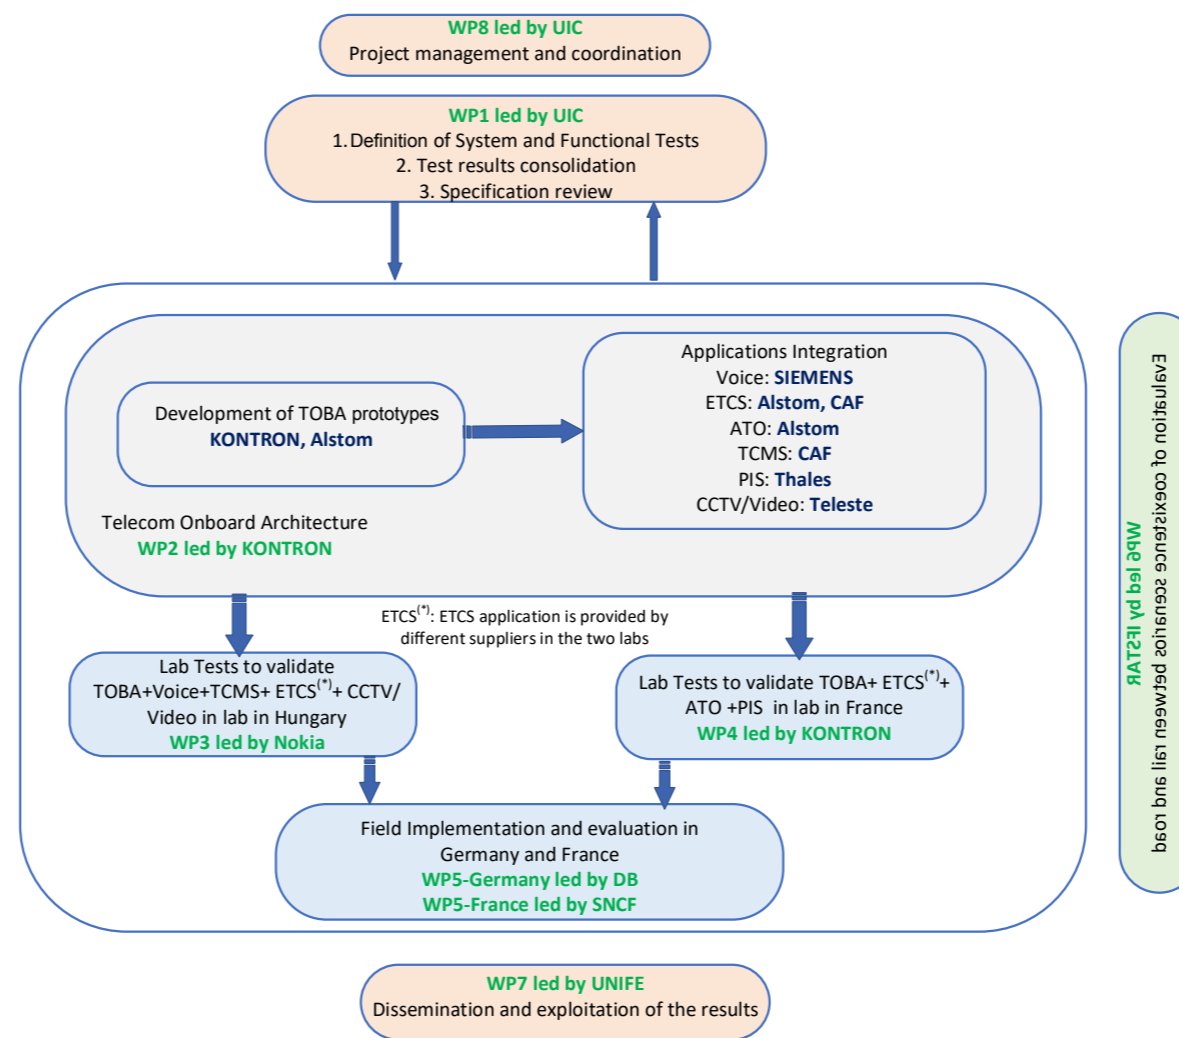 WP8 led by UIC
Project management and coordination
WP1 led by UIC
1. Definition of System and Functional Tests
2. Test results consolidation
3. Specification review
Development of TOBA prototypes
KONTRON, Alstom
Applications Integration
Voice: SIEMENS
ETCS: Alstom, CAF
ATO: Alstom
TCMS: CAF
PIS: Thales
CCTV/Video: Teleste
Telecom Onboard Architecture
WP2 led by KONTRON
ETCS(*): ETCS application is provided by
different suppliers in the two labs
Lab Tests to validate
TOBA+Voice+TCMS+ ETCS(*)+ CCTV/
Video in lab in Hungary
WP3 led by Nokia
Lab Tests to validate TOBA+ ETCS(*)+
ATO +PIS in lab in France
WP4 led by KONTRON
Field Implementation and evaluation in
Germany and France
WP5-Germany led by DB
WP5-France led by SNCF
Evalution of coexistance scenarios between rail and road
WP6 led by IFSTAR
WP7 led by UNIFE
Dissemination and exploitation of the results